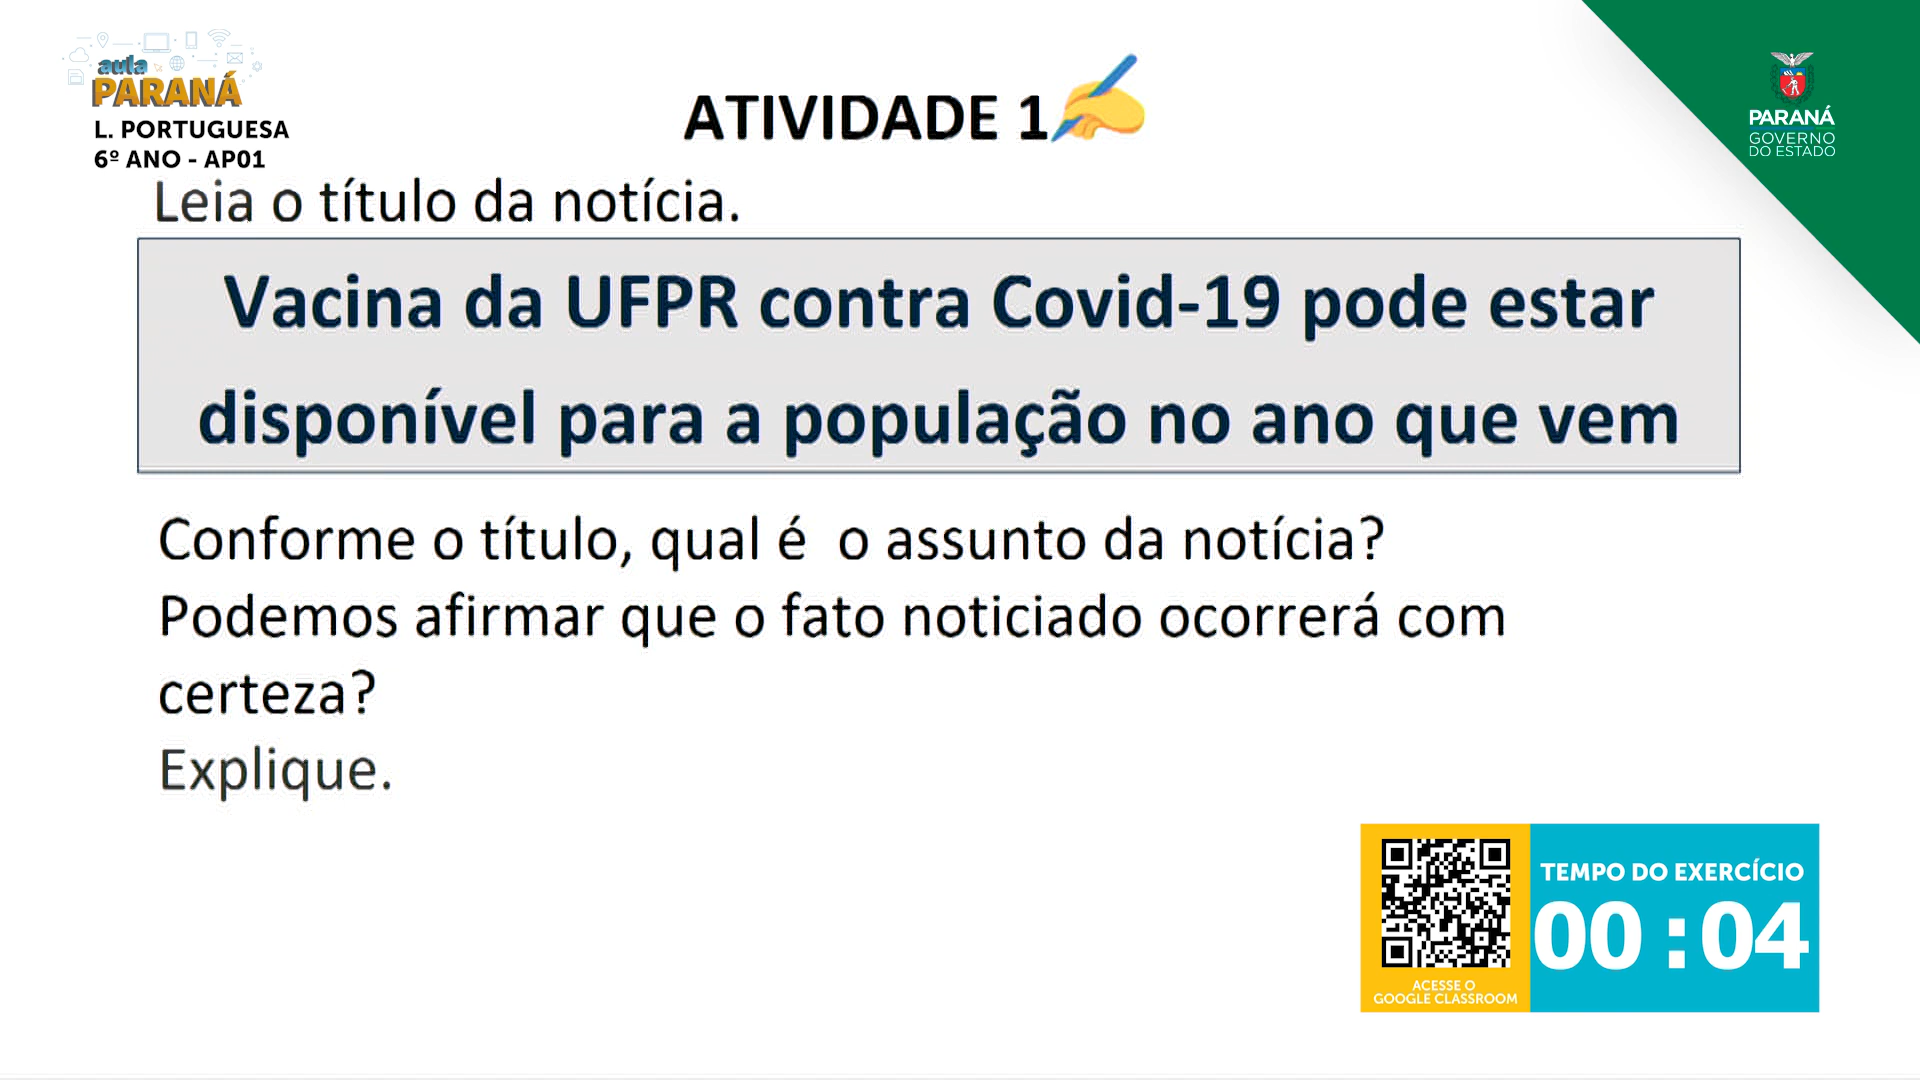 aula
PARANÁ
L. PORTUGUESA
6º ANO - AP01
ATIVIDADE 1
PARANÁ
GOVERNO
DO ESTADO
Leia o título da notícia.
Vacina da UFPR contra Covid-19 pode estar
disponível para a população no ano que vem
Conforme o título, qual é o assunto da notícia?
Podemos afirmar que o fato noticiado ocorrerá com
certeza?
Explique.
TEMPO DO EXERCÍCIO
00:04
ACESSE O
GOOGLE CLASSROOM